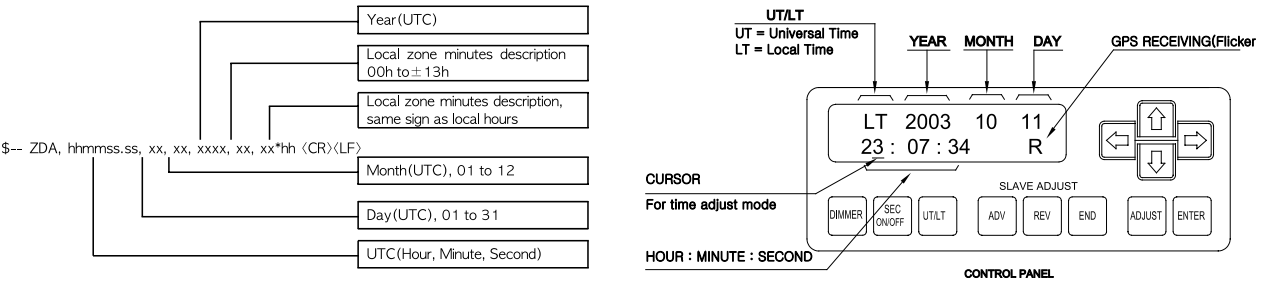 Year(UTC)
Local zone minutes description
00h to±13h
Local zone minutes description,
same sign as local hours
$-- ZDA, hhmmss.ss, xx, xx, xxxx, xx, xx*hh 〈CR〉〈LF〉
Month(UTC), 01 to 12
Day(UTC), 01 to 31
UTC(Hour, Minute, Second)
UT/LT
UT = Universal Time
LT = Local Time
YEAR MONTH DAY
GPS RECEIVING(Flicker
LT 2003 10 11
23 : 07 : 34 R
CURSOR
For time adjust mode
SLAVE ADJUST
DIMMER
SEC
ON/OFF
UT/LT
ADV
REV
END
ADJUST
ENTER
HOUR : MINUTE : SECOND
CONTROL PANEL